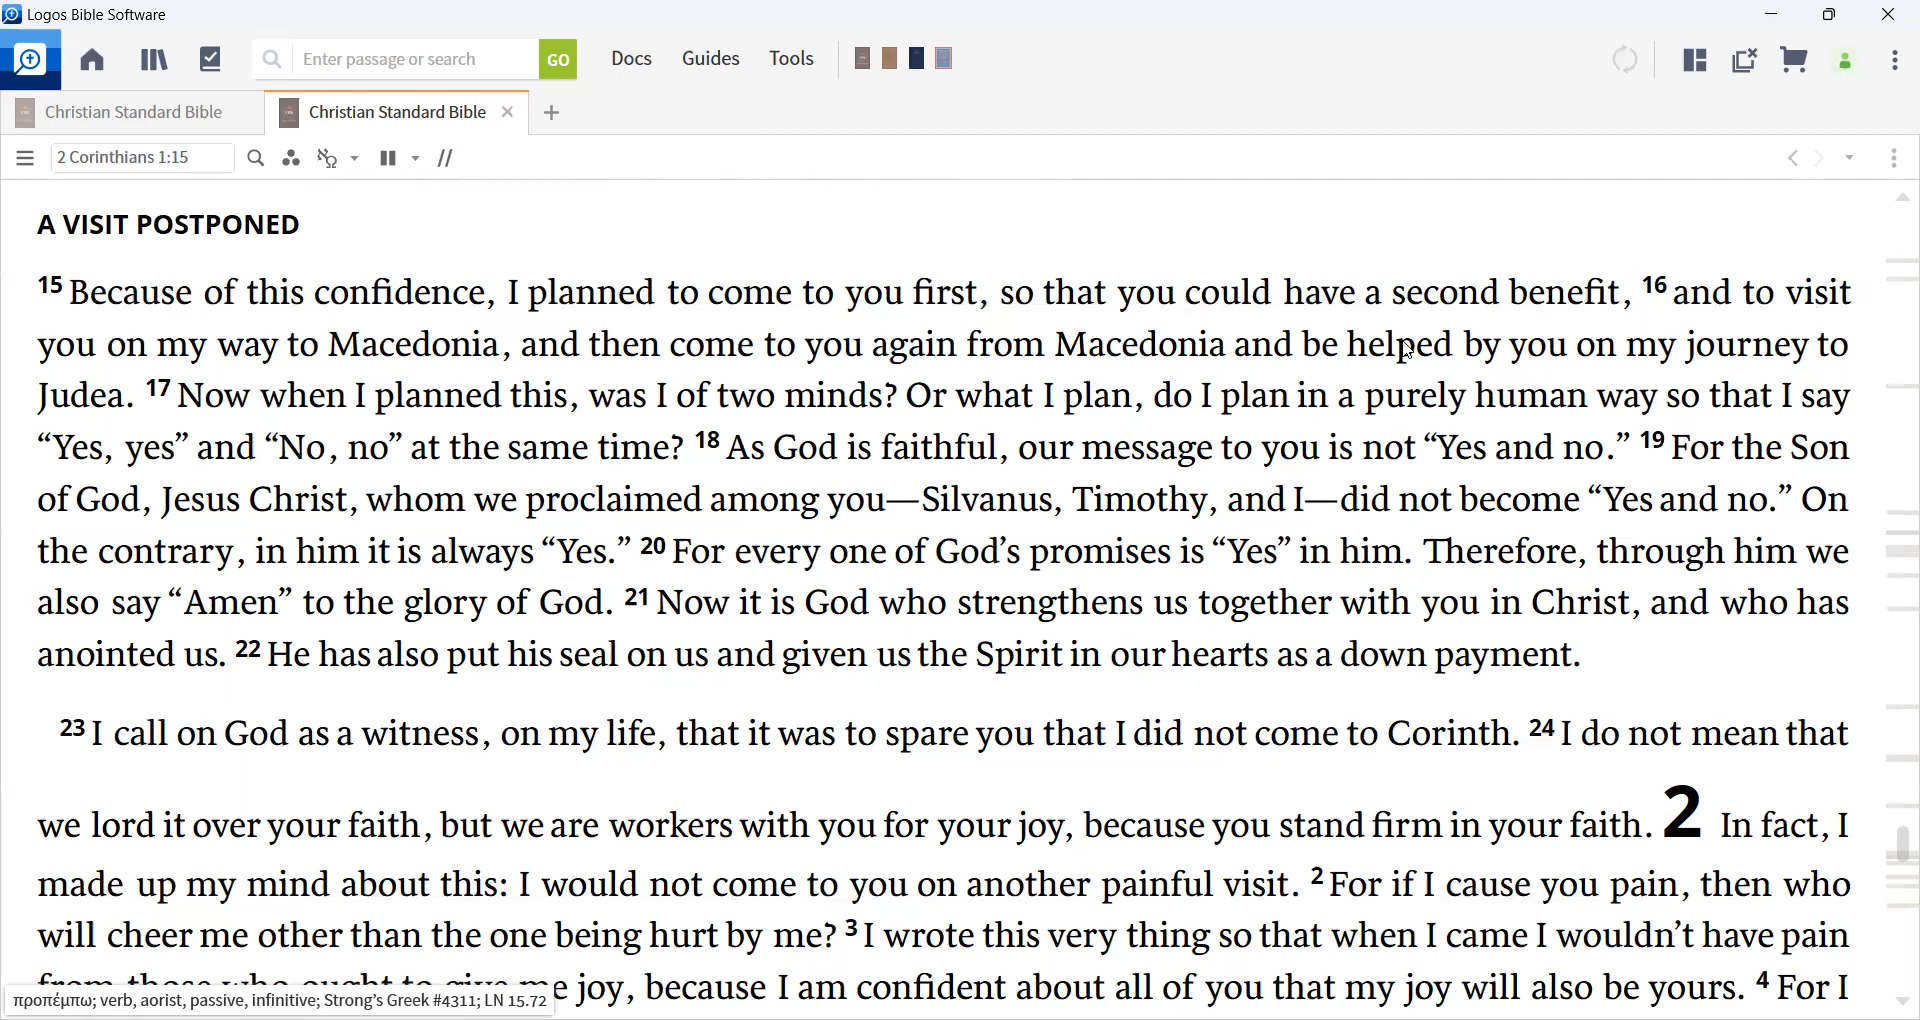 Logos Bible Software
Enter passage or search
GO
Docs
Guides
Tools
Christian Standard Bible
Christian Standard Bible
2 Corinthians 1:15
A VISIT POSTPONED
15 Because of this confidence, I planned to come to you first, so that you could have a second benefit, 16 and to visit
you on my way to Macedonia, and then come to you again from Macedonia and be helped by you on my journey to
Judea. 17 Now when I planned this, was I of two minds? Or what I plan, do I plan in a purely human way so that I say
“Yes, yes” and “No, no” at the same time? 18 As God is faithful, our message to you is not “Yes and no.” 19 For the Son
of God, Jesus Christ, whom we proclaimed among you—Silvanus, Timothy, and I—did not become “Yes and no.” On
the contrary, in him it is always “Yes.” 20 For every one of God’s promises is “Yes” in him. Therefore, through him we
also say “Amen” to the glory of God. 21 Now it is God who strengthens us together with you in Christ, and who has
anointed us. 22 He has also put his seal on us and given us the Spirit in our hearts as a down payment.
23 I call on God as a witness, on my life, that it was to spare you that I did not come to Corinth. 24 I do not mean that
we lord it over your faith, but we are workers with you for your joy, because you stand firm in your faith. 2 In fact, I
made up my mind about this: I would not come to you on another painful visit. 2 For if I cause you pain, then who
will cheer me other than the one being hurt by me? 3 I wrote this very thing so that when I came I wouldn’t have pain
from those who ought to give me joy, because I am confident about all of you that my joy will also be yours. 4 For I
προπέμπω; verb, aorist, passive, infinitive; Strong’s Greek #4311; LN 15.72